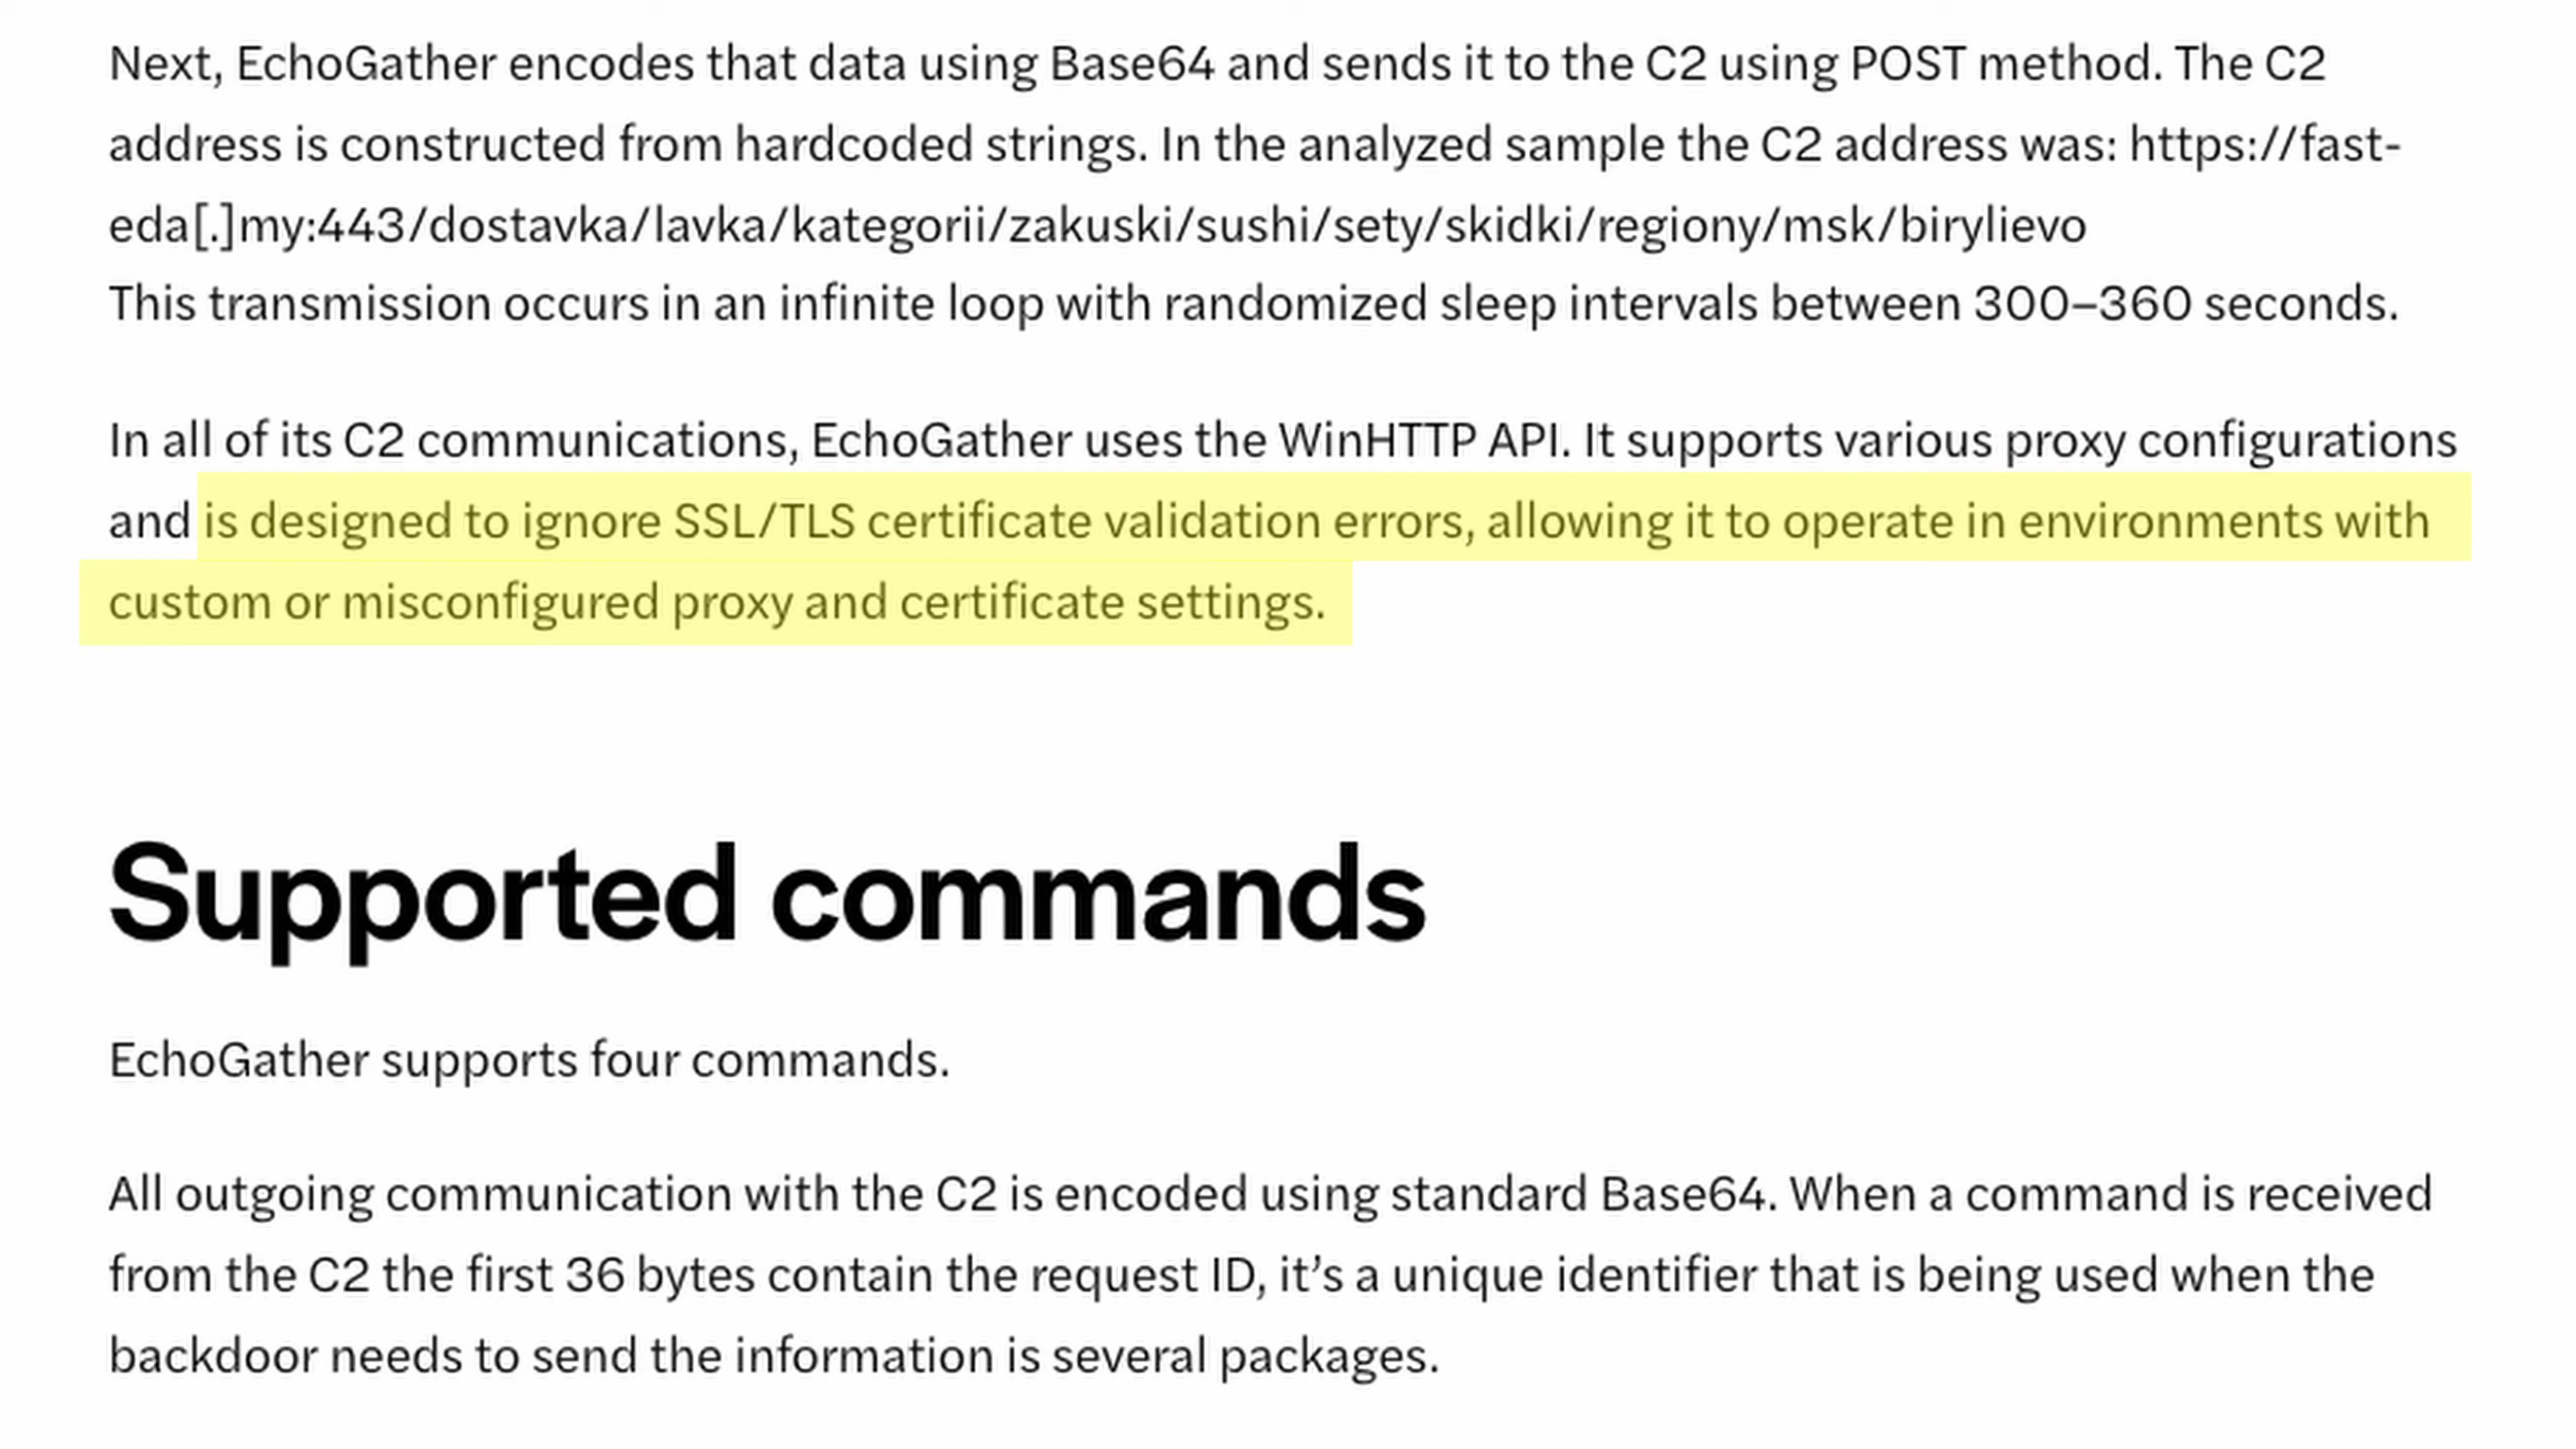 Next, EchoGather encodes that data using Base64 and sends it to the C2 using POST method. The C2
address is constructed from hardcoded strings. In the analyzed sample the C2 address was: https://fast-
eda[.]my:443/dostavka/lavka/kategorii/zakuski/sushi/sety/skidki/regiony/msk/birylievo
This transmission occurs in an infinite loop with randomized sleep intervals between 300–360 seconds.
In all of its C2 communications, EchoGather uses the WinHTTP API. It supports various proxy configurations
and is designed to ignore SSL/TLS certificate validation errors, allowing it to operate in environments with
custom or misconfigured proxy and certificate settings.
Supported commands
EchoGather supports four commands.
All outgoing communication with the C2 is encoded using standard Base64. When a command is received
from the C2 the first 36 bytes contain the request ID, it’s a unique identifier that is being used when the
backdoor needs to send the information is several packages.